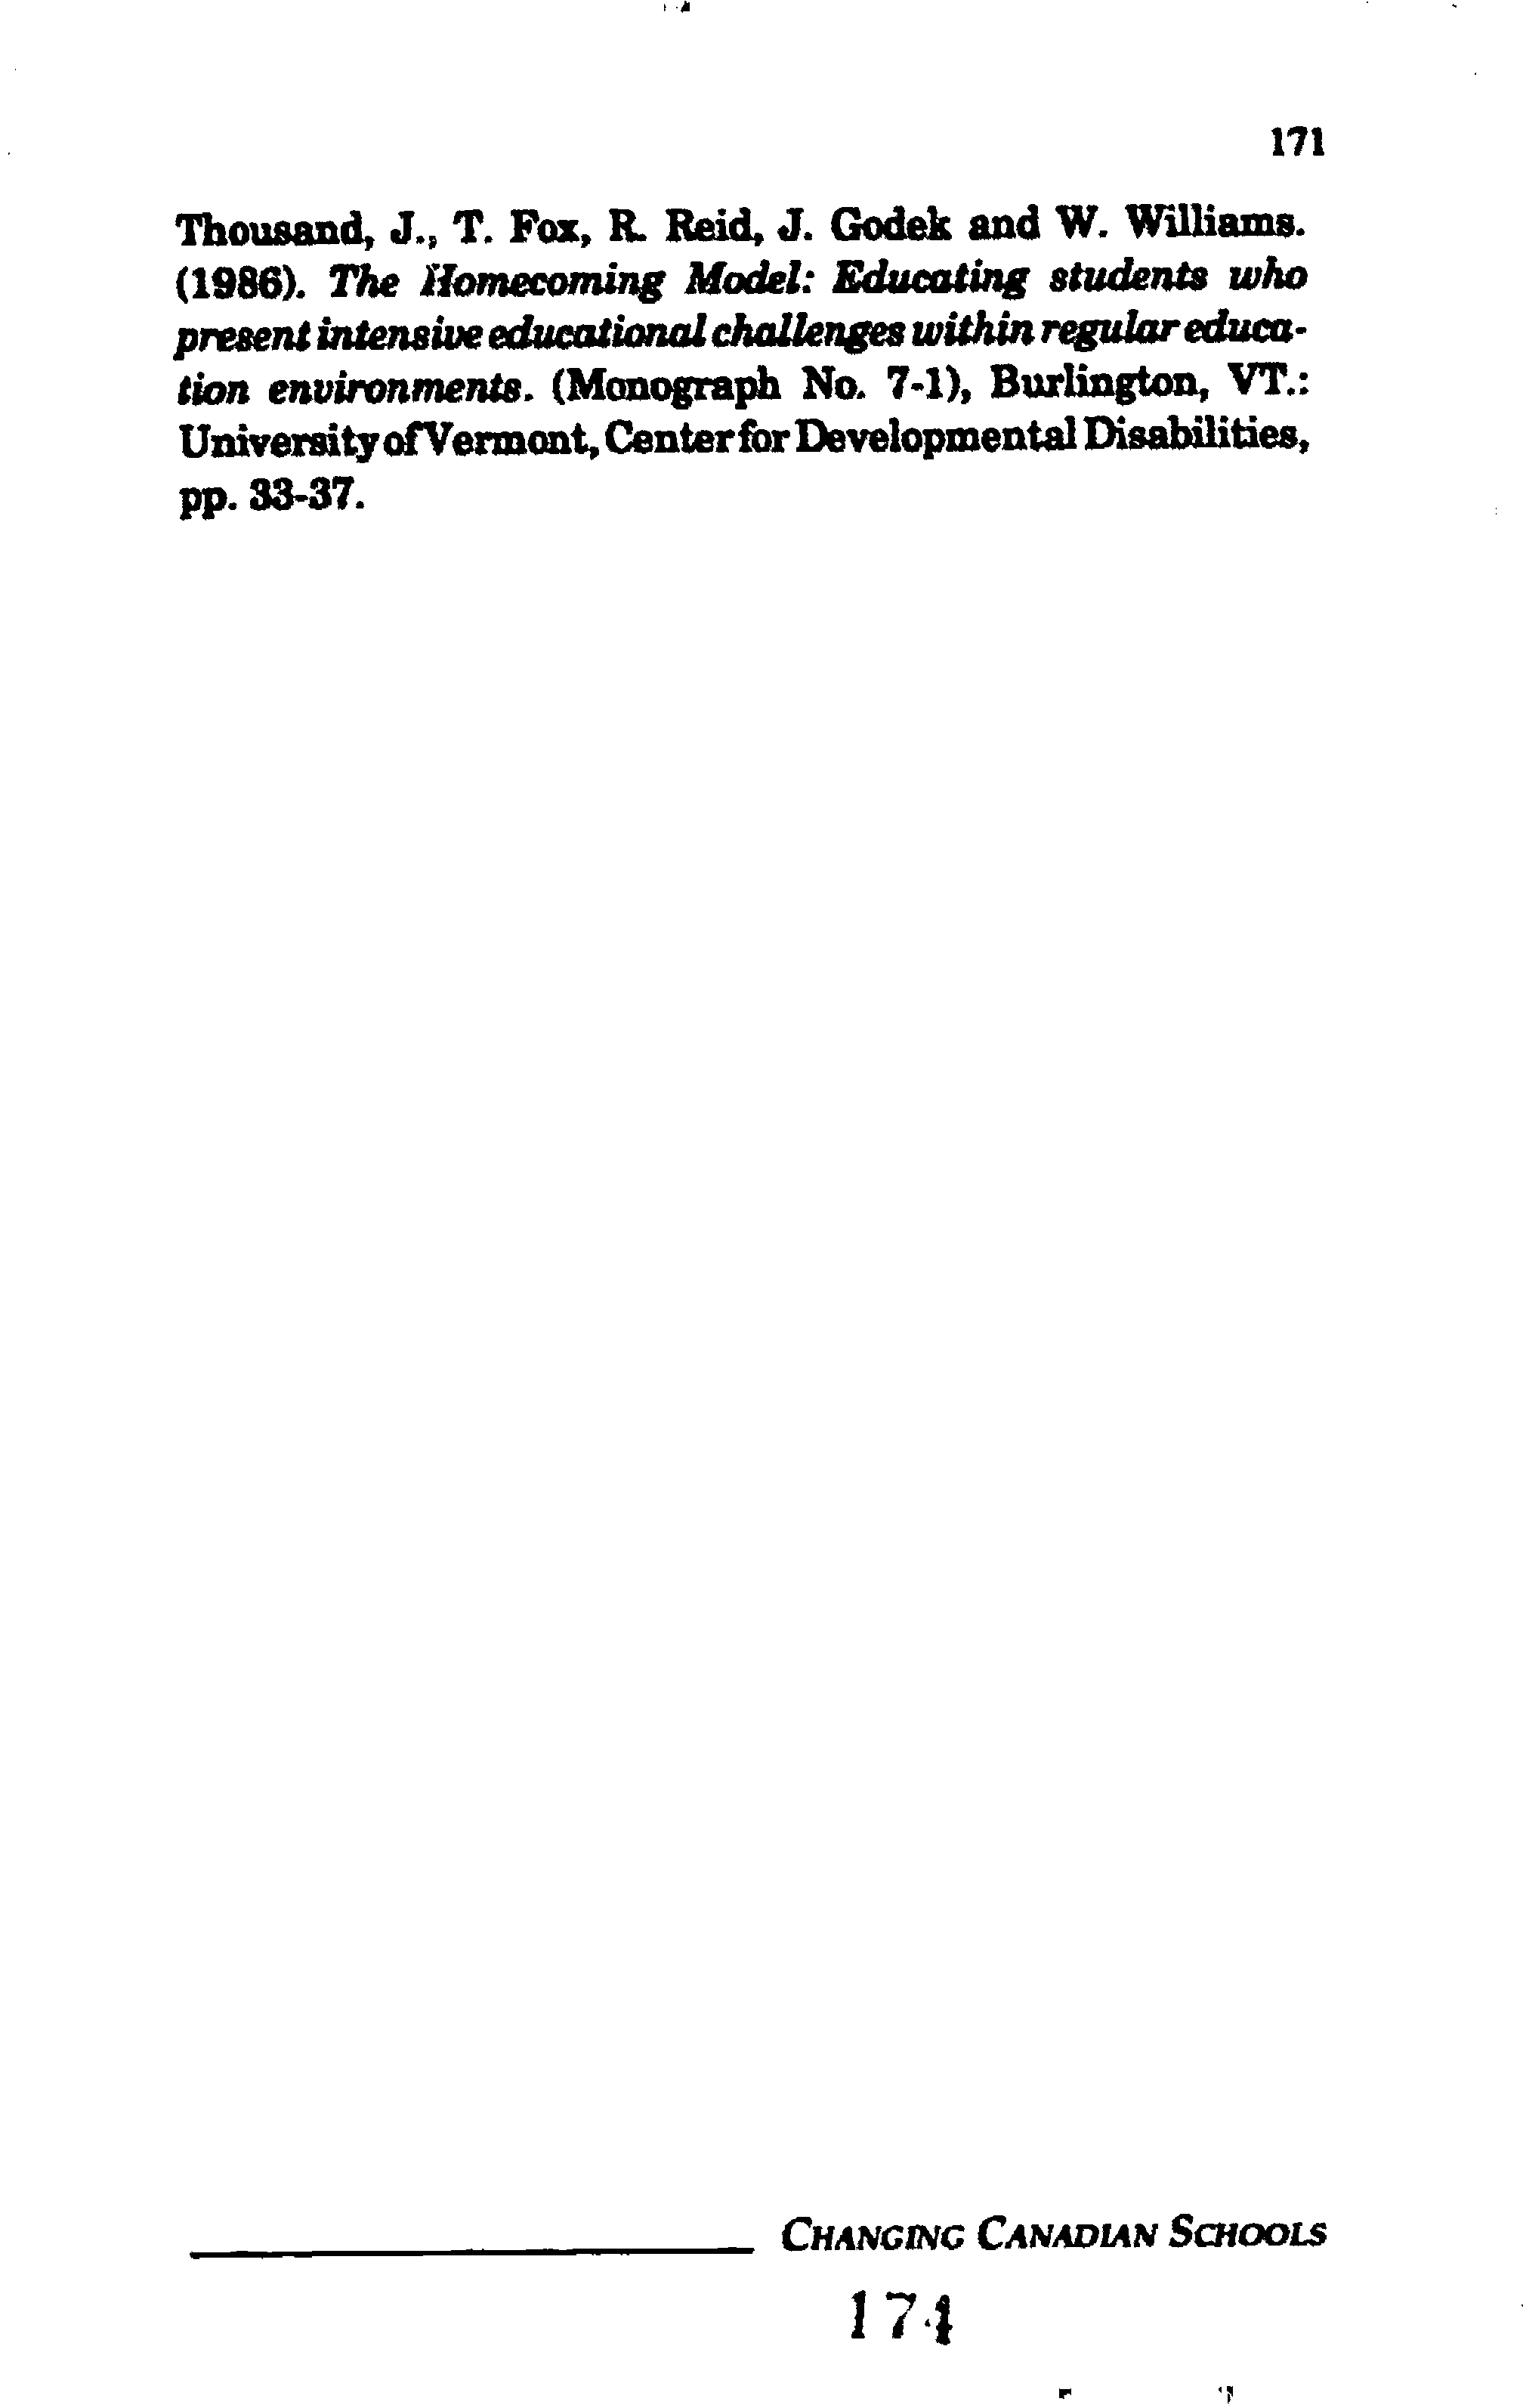 171
Thousand, J., T. Fox, R. Reid, J. Godek and W. Williams.
(1986). The Homecoming Model: Educating students who
present intensive educational challenges within regular educa-
tion environments. (Monograph No. 7-1), Burlington, VT.:
University of Vermont, Center for Developmental Disabilities,
pp. 33-37.
CHANGING CANADIAN SCHOOLS
174